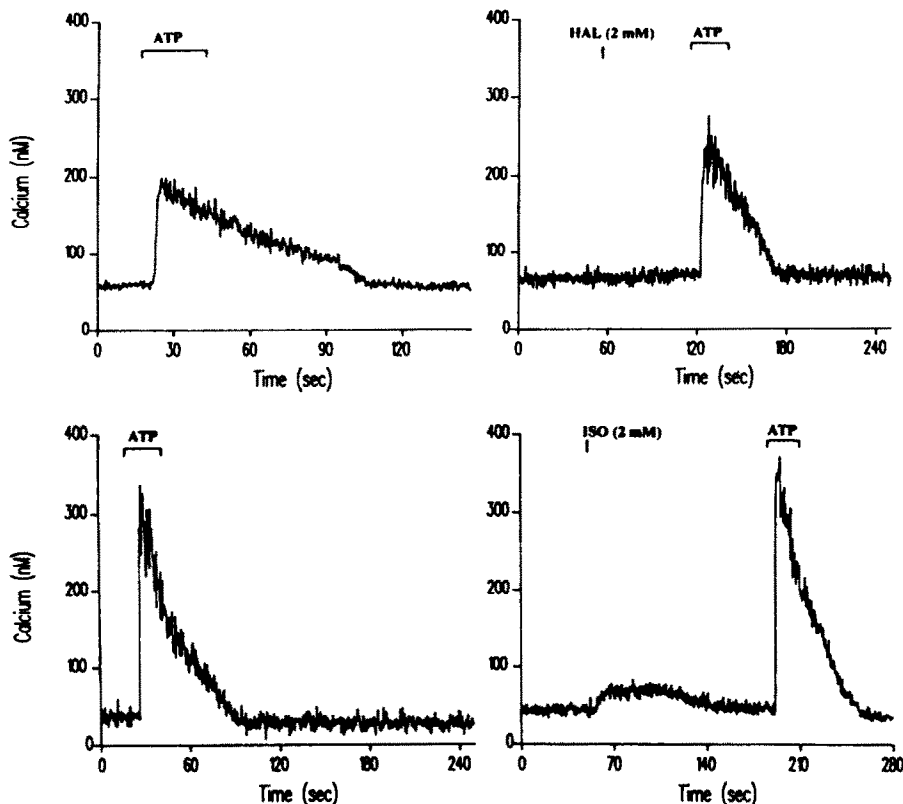 400
ATP
300
200
100
0
Calcium (nM)
0 30 60 90 120
Time (sec)
400
HAL (2 mM) ATP
300
200
100
0
0 60 120 180 240
Time (sec)
400
ATP
300
200
100
0
Calcium (nM)
0 60 120 180 240
Time (sec)
400
ISO (2 mM) ATP
300
200
100
0
0 70 140 210 280
Time (sec)